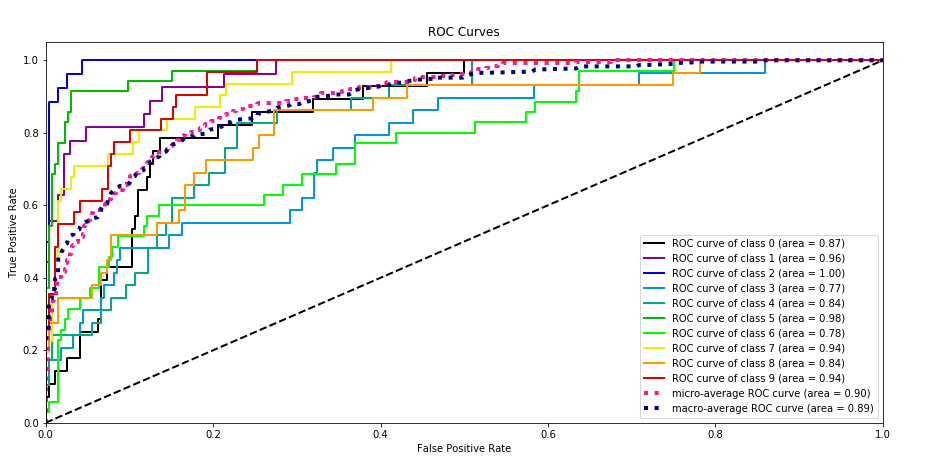 ROC Curves
True Positive Rate
1.0
0.8
0.6
0.4
0.2
0.0
0.0
0.2
0.4
0.6
0.8
1.0
False Positive Rate
ROC curve of class 0 (area = 0.87)
ROC curve of class 1 (area = 0.96)
ROC curve of class 2 (area = 1.00)
ROC curve of class 3 (area = 0.77)
ROC curve of class 4 (area = 0.84)
ROC curve of class 5 (area = 0.98)
ROC curve of class 6 (area = 0.78)
ROC curve of class 7 (area = 0.94)
ROC curve of class 8 (area = 0.84)
ROC curve of class 9 (area = 0.94)
micro-average ROC curve (area = 0.90)
macro-average ROC curve (area = 0.89)